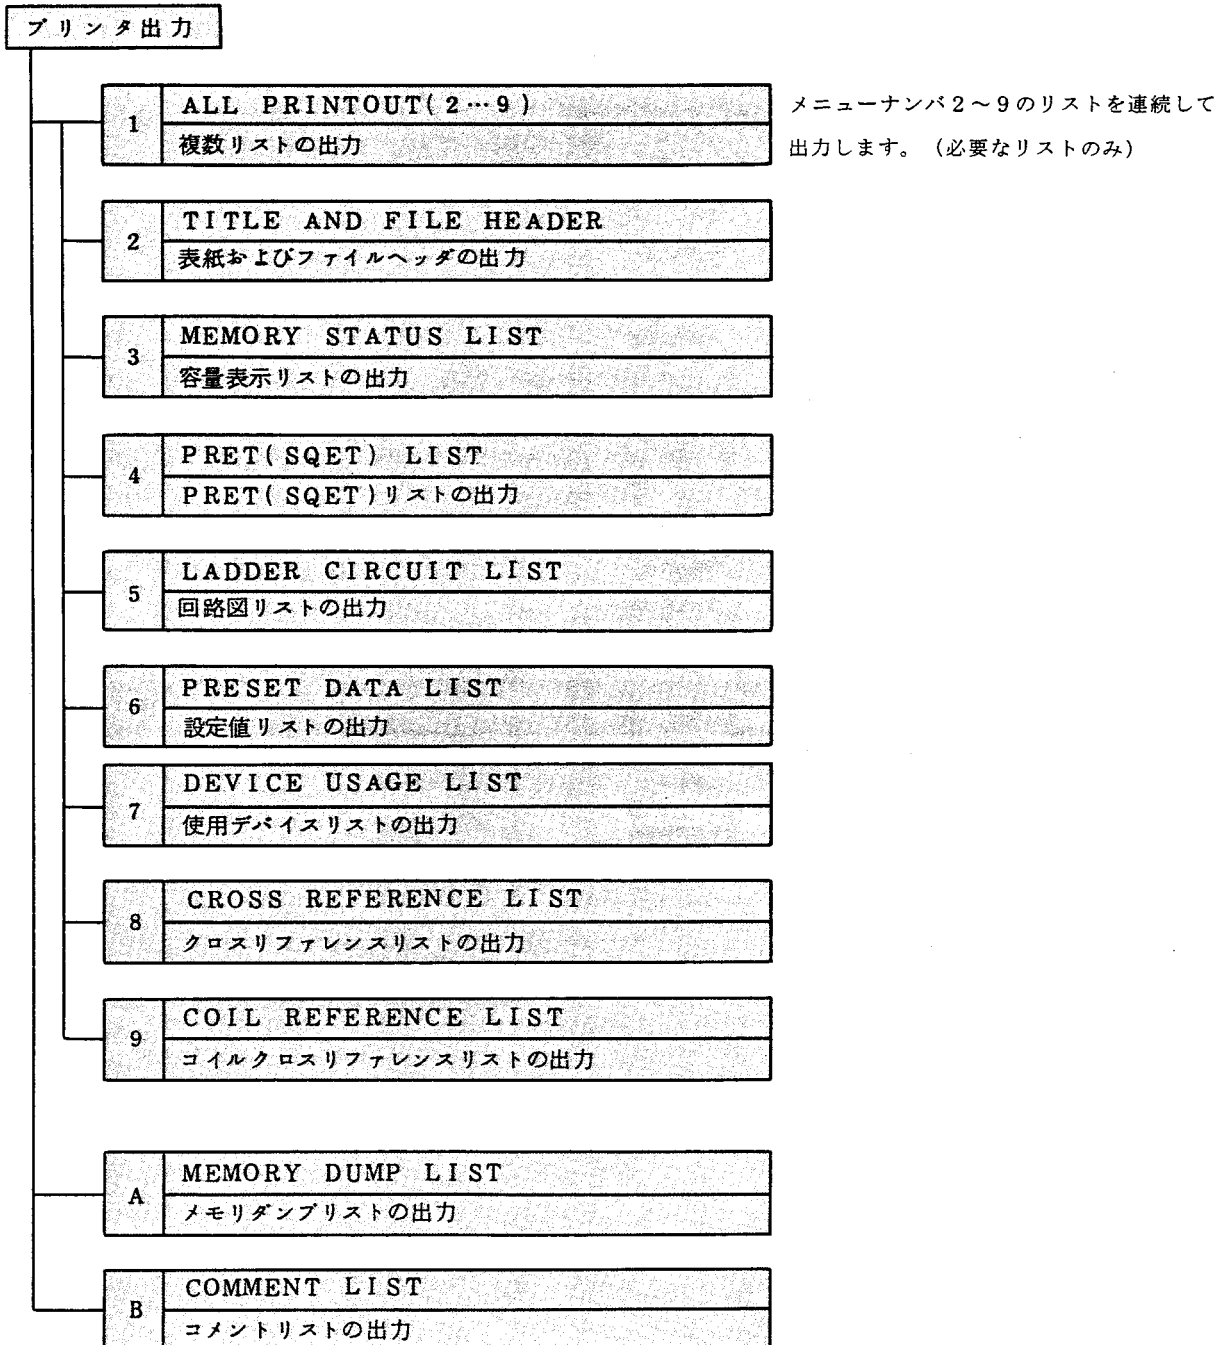 プリンタ出力
1
ALL PRINTOUT(2…9)
複数リストの出力
メニューナンバ2～9のリストを連続して
出力します。(必要なリストのみ)
2
TITLE AND FILE HEADER
表紙およびファイルヘッダの出力
3
MEMORY STATUS LIST
容量表示リストの出力
4
PRET(SQET) LIST
PRET(SQET)リストの出力
5
LADDER CIRCUIT LIST
回路図リストの出力
6
PRESET DATA LIST
設定値リストの出力
7
DEVICE USAGE LIST
使用デバイスリストの出力
8
CROSS REFERENCE LIST
クロスリファレンスリストの出力
9
COIL REFERENCE LIST
コイルクロスリファレンスリストの出力
A
MEMORY DUMP LIST
メモリダンプリストの出力
B
COMMENT LIST
コメントリストの出力